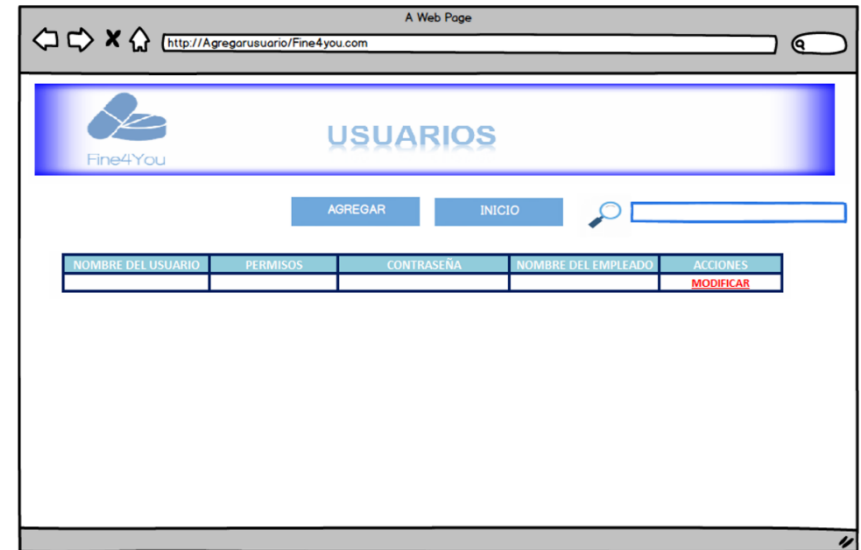 A Web Page
http://Agregarusuario/Fine4you.com
Fine4You
USUARIOS
AGREGAR INICIO
NOMBRE DEL USUARIO PERMISOS CONTRASEÑA NOMBRE DEL EMPLEADO ACCIONES
MODIFICAR